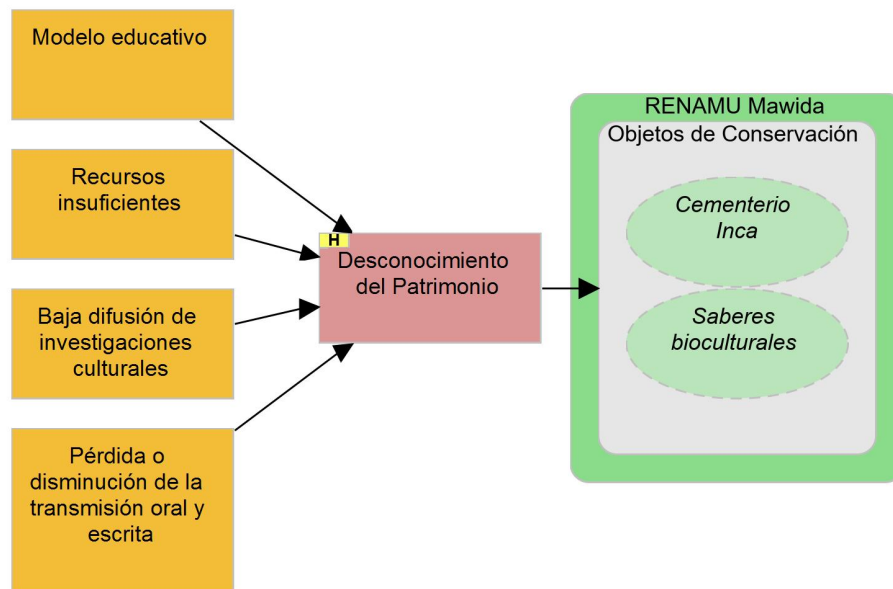 Modelo educativo
Recursos
insuficientes
Baja difusión de
investigaciones
culturales
Pérdida o
disminución de la
transmisión oral y
escrita
H
Desconocimiento
del Patrimonio
RENAMU Mawida
Objetos de Conservación
Cementerio
Inca
Saberes
bioculturales